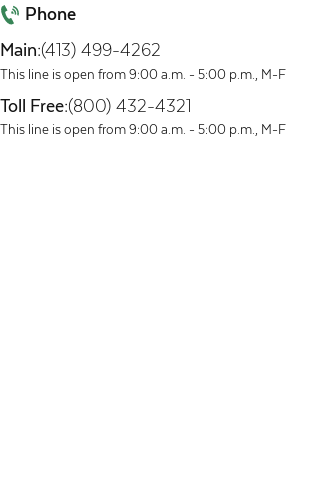 Phone
Main:(413) 499-4262
This line is open from 9:00 a.m. - 5:00 p.m., M-F
Toll Free:(800) 432-4321
This line is open from 9:00 a.m. - 5:00 p.m., M-F